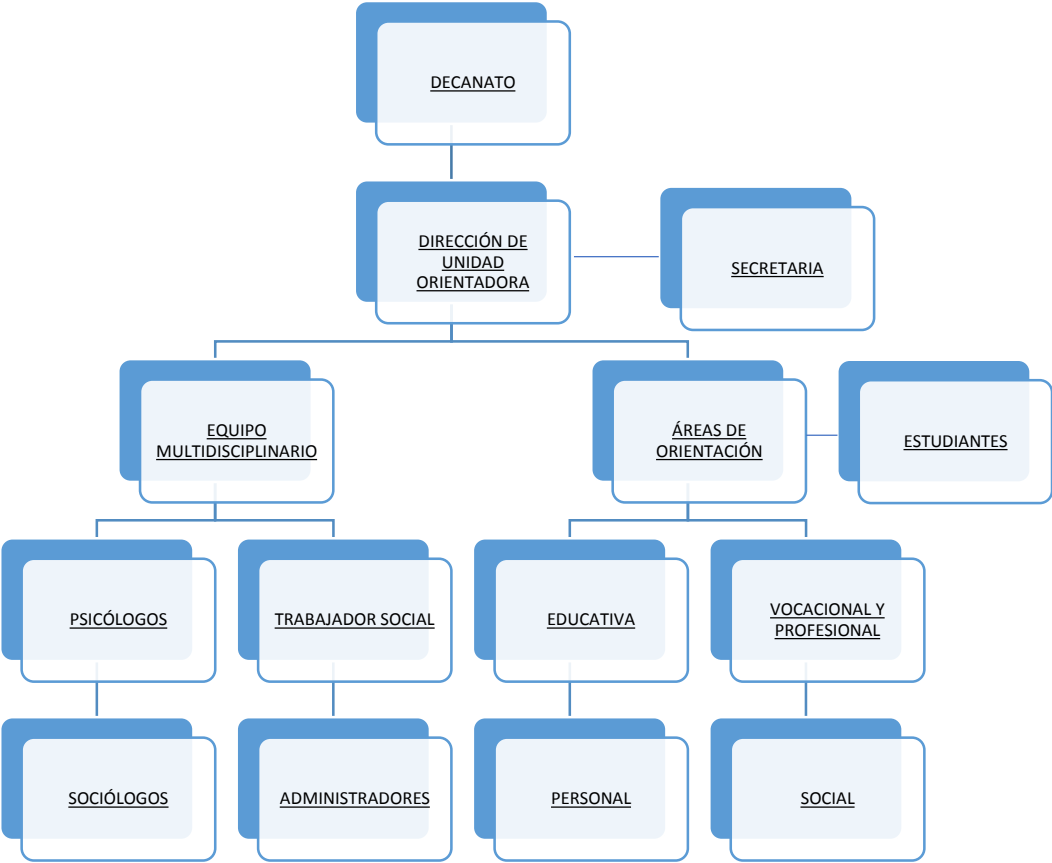 DECANATO
DIRECCIÓN DE
UNIDAD
ORIENTADORA
SECRETARIA
EQUIPO
MULTIDISCIPLINARIO
ÁREAS DE
ORIENTACIÓN
ESTUDIANTES
PSICÓLOGOS
TRABAJADOR SOCIAL
EDUCATIVA
VOCACIONAL Y
PROFESIONAL
SOCIÓLOGOS
ADMINISTRADORES
PERSONAL
SOCIAL